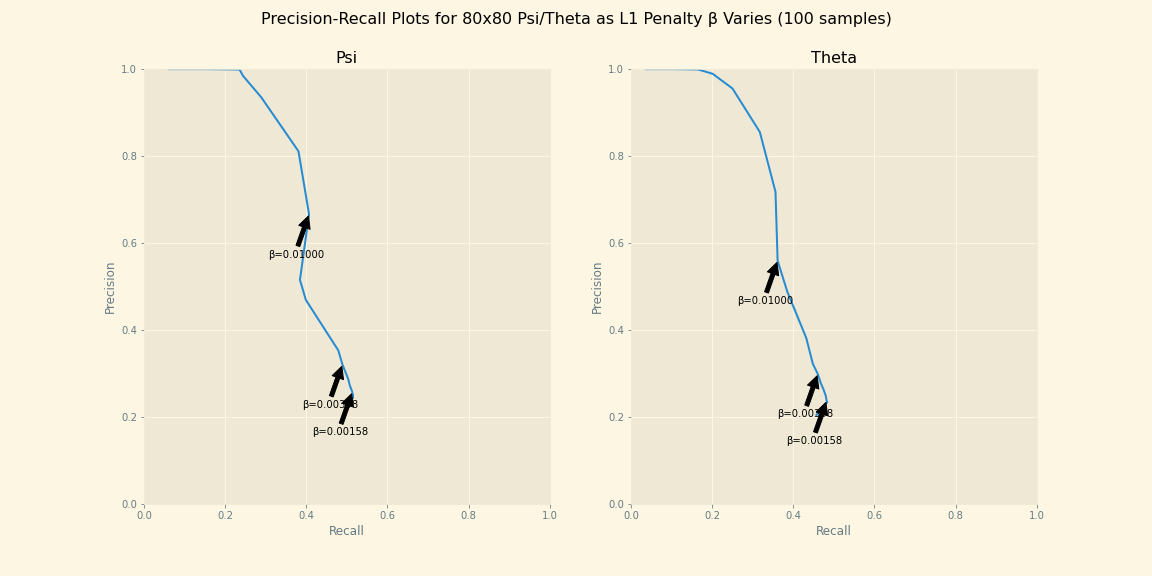 Precision-Recall Plots for 80x80 Psi/Theta as L1 Penalty β Varies (100 samples)
Psi
1.0
0.8
0.6
0.4
0.2
0.0
Precision
β=0.01000
β=0.00158
0.0 0.2 0.4 0.6 0.8 1.0
Recall
Theta
1.0
0.8
0.6
0.4
0.2
0.0
Precision
β=0.01000
β=0.00158
0.0 0.2 0.4 0.6 0.8 1.0
Recall